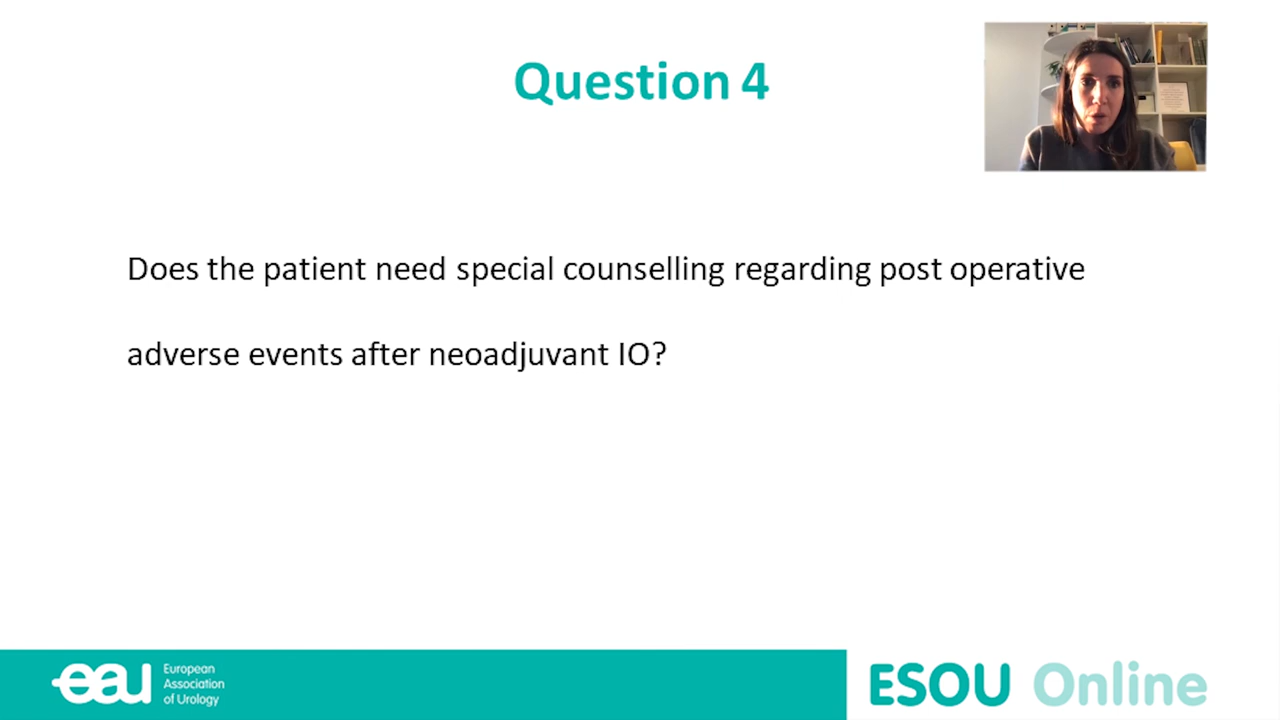 Question 4
Does the patient need special counselling regarding post operative
adverse events after neoadjuvant IO?
eau
European
Association
of Urology
ESOU Online